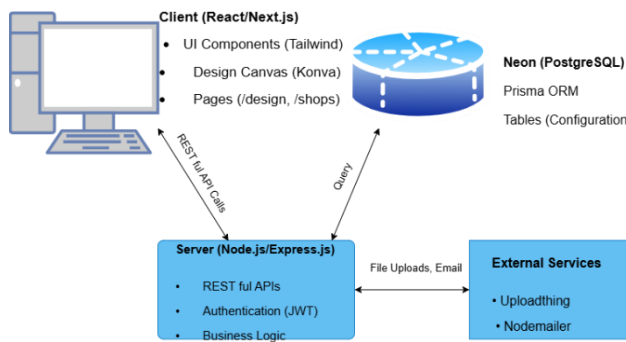 Client (React/Next.js)
• UI Components (Tailwind)
• Design Canvas (Konva)
• Pages (/design, /shops)
Neon (PostgreSQL)
Prisma ORM
Tables (Configuration
REST ful API Calls
Query
Server (Node.js/Express.js)
• REST ful APIs
• Authentication (JWT)
• Business Logic
File Uploads, Email
External Services
• Uploadthing
• Nodemailer